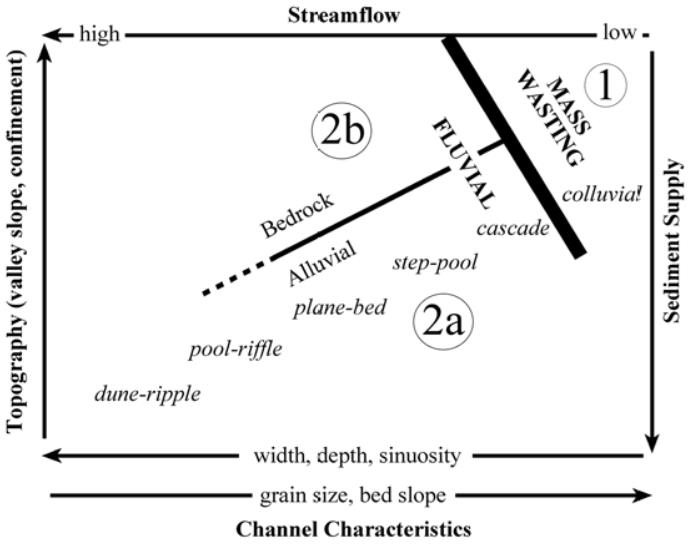 Streamflow
high
low
Topography (valley slope, confinement)
1
MASS
WASTING
2b
FLUVIAL
colluvial
Bedrock
cascade
Alluvial
step-pool
Sediment Supply
plane-bed
2a
pool-riffle
dune-ripple
width, depth, sinuosity
grain size, bed slope
Channel Characteristics